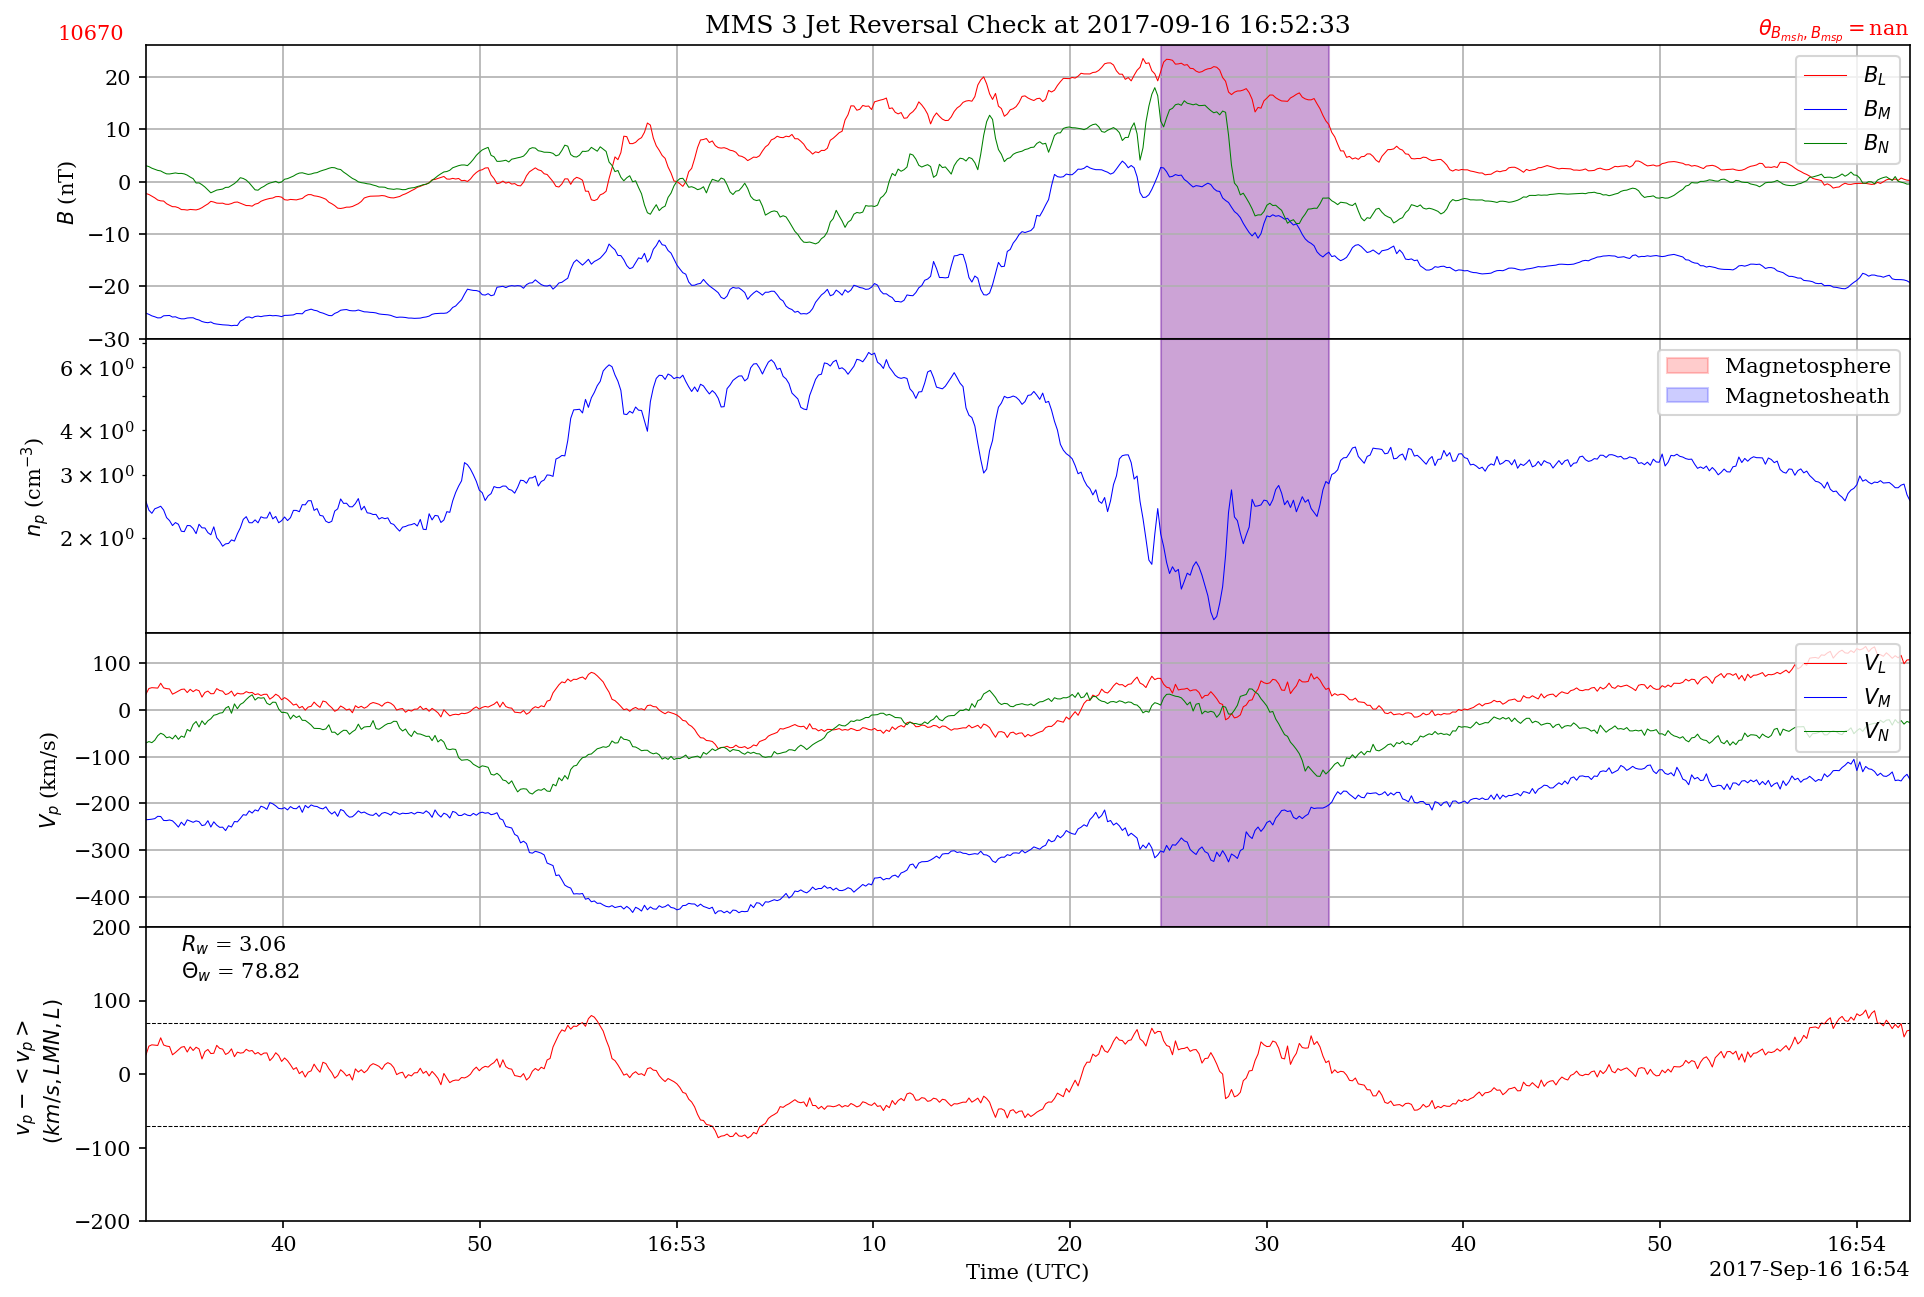 MMS 3 Jet Reversal Check at 2017-09-16 16:52:33
10670
θ_{B_{msh}, B_{msp}} = nan
20
10
0
−10
−20
−30
B (nT)
B_L
B_M
B_N
6 × 10^0
4 × 10^0
3 × 10^0
2 × 10^0
n_p (cm^{−3})
Magnetosphere
Magnetosheath
100
0
−100
−200
−300
−400
V_p (km/s)
V_L
V_M
V_N
200
100
0
−100
−200
v_p − < v_p >
(km/s, LMN, L)
R_w = 3.06
Θ_w = 78.82
40
50
16:53
10
20
30
40
50
16:54
Time (UTC)
2017-Sep-16 16:54